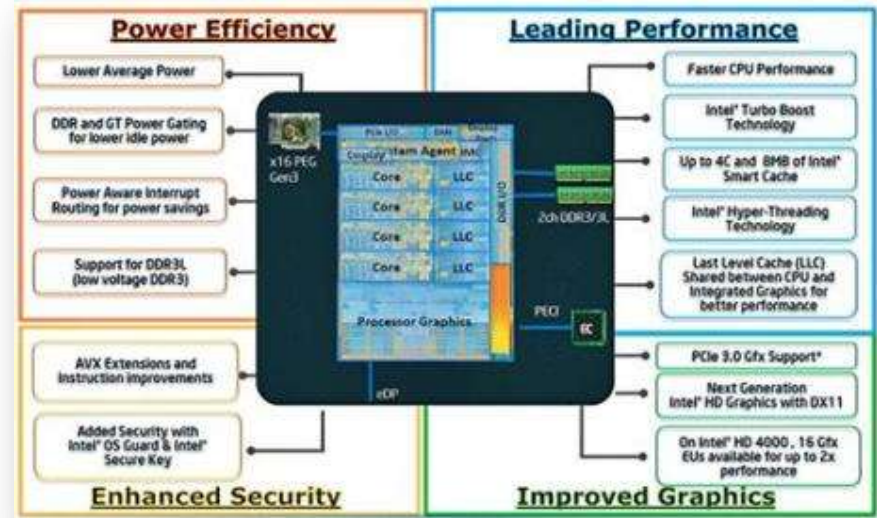 Power Efficiency
Leading Performance
Lower Average Power
DDR and GT Power Gating
for lower idle power
Power Aware Interrupt
Routing for power savings
Support for DDR3L
(low voltage DDR3)
x16 PEG
Gen3
PCIe I/O
DMI
Display
System Agent
IMC
Display
Core
LLC
Core
LLC
Core
LLC
Core
LLC
Processor Graphics
DDR I/O
2ch DDR3/3L
PECI
EC
eDP
Faster CPU Performance
Intel® Turbo Boost
Technology
Up to 4C and 8MB of Intel®
Smart Cache
Intel® Hyper-Threading
Technology
Last Level Cache (LLC)
Shared between CPU and
Integrated Graphics for
better performance
AVX Extensions and
Instruction improvements
Added Security with
Intel® OS Guard & Intel®
Secure Key
Enhanced Security
PCIe 3.0 Gfx Support*
Next Generation
Intel® HD Graphics with DX11
On Intel® HD 4000 , 16 Gfx
EUs available for up to 2x
performance
Improved Graphics